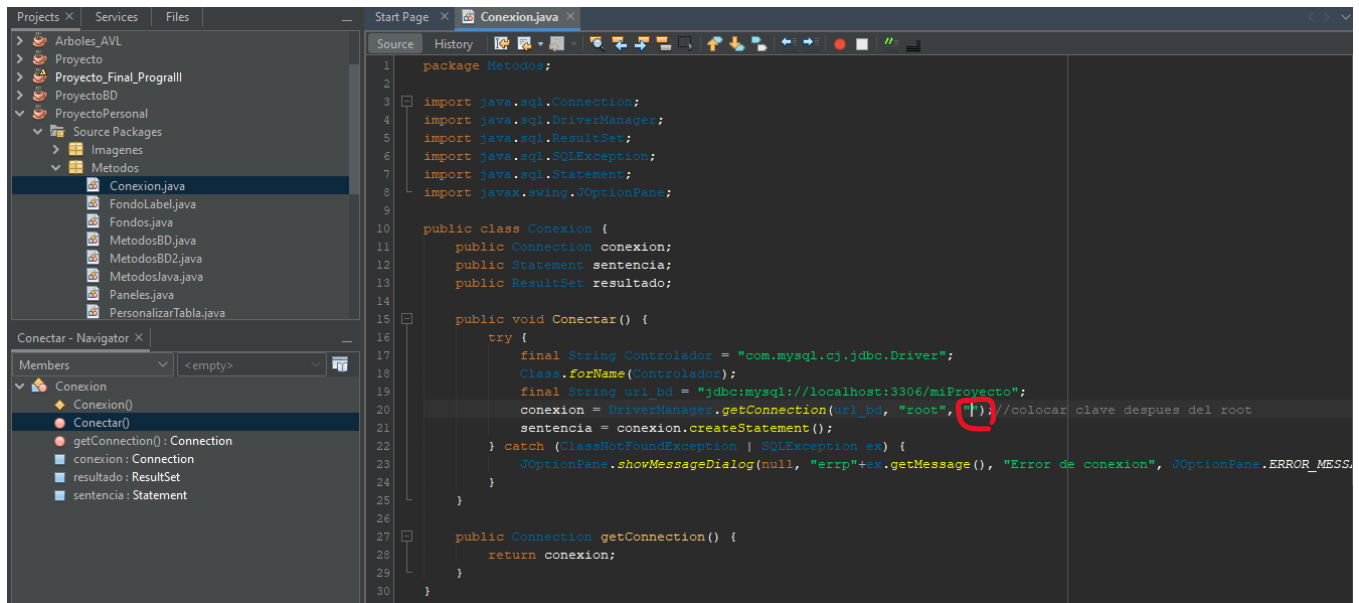 Projects
Services
Files
Arboles_AVL
Proyecto
Proyecto_Final_PrograIII
ProyectoBD
ProyectoPersonal
Source Packages
Imagenes
Metodos
Conexion.java
FondoLabel.java
Fondos.java
MetodosBD.java
MetodosBD2.java
MetodosJava.java
Paneles.java
PersonalizarTabla.java
Conectar - Navigator
Members <empty>
Conexion
Conexion()
Conectar()
getConnection() : Connection
conexion : Connection
resultado : ResultSet
sentencia : Statement
Start Page Conexion.java
Source History
1 package Metodos;
2
3 import java.sql.Connection;
4 import java.sql.DriverManager;
5 import java.sql.ResultSet;
6 import java.sql.SQLException;
7 import java.sql.Statement;
8 import javax.swing.JOptionPane;
9
10 public class Conexion {
11 public Connection conexion;
12 public Statement sentencia;
13 public ResultSet resultado;
14
15 public void Conectar() {
16 try {
17 final String Controlador = "com.mysql.cj.jdbc.Driver";
18 Class.forName(Controlador);
19 final String url_bd = "jdbc:mysql://localhost:3306/miProyecto";
20 conexion = DriverManager.getConnection(url_bd, "root", "");//colocar clave despues del root
21 sentencia = conexion.createStatement();
22 } catch (ClassNotFoundException | SQLException ex) {
23 JOptionPane.showMessageDialog(null, "errp"+ex.getMessage(), "Error de conexion", JOptionPane.ERROR_MESSA
24 }
25 }
26
27 public Connection getConnection() {
28 return conexion;
29 }
30 }